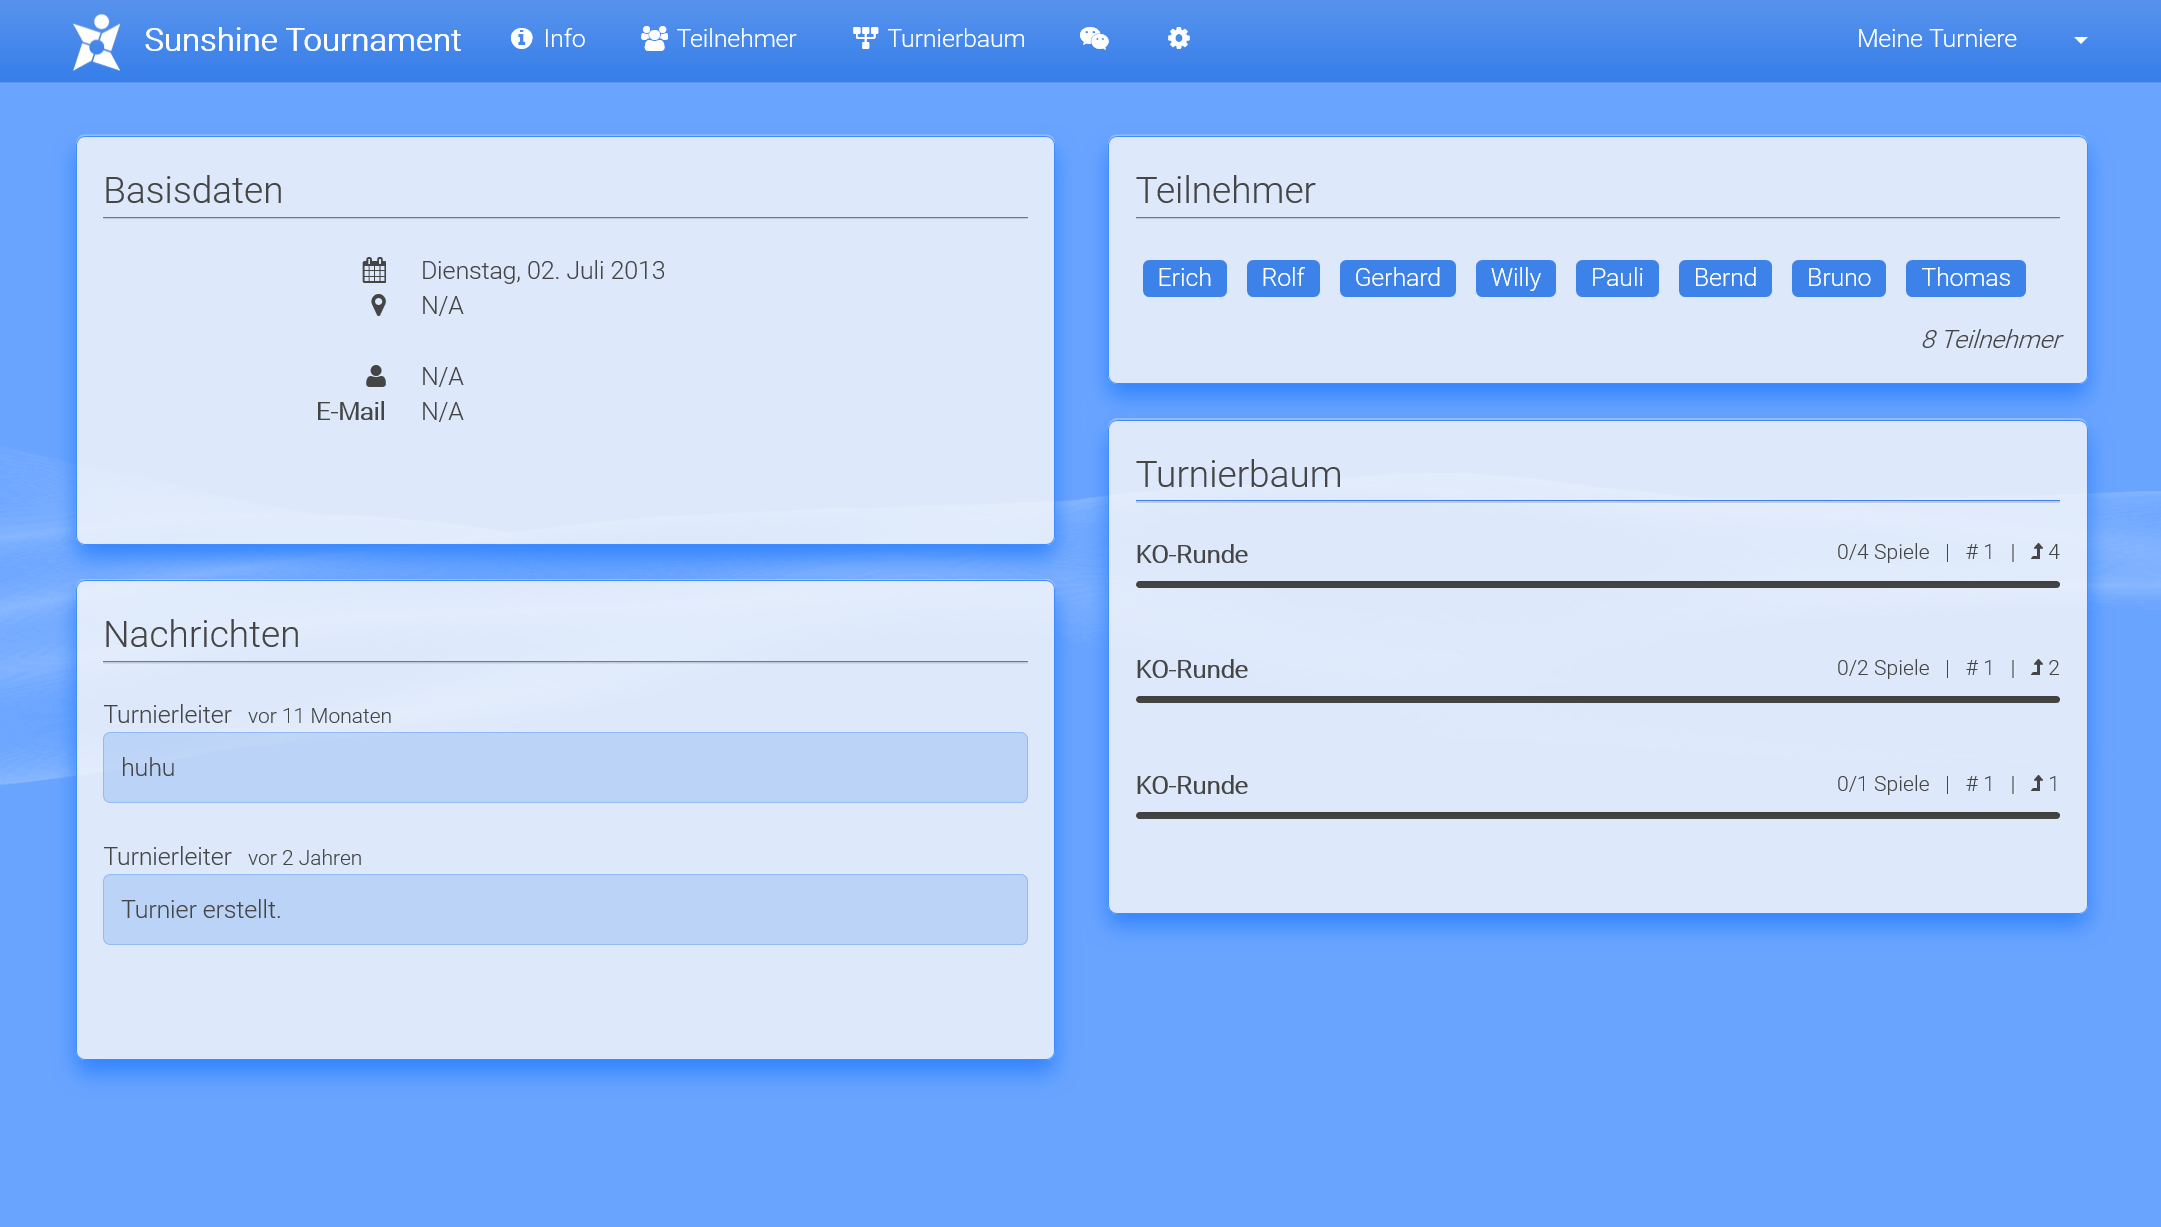 Sunshine Tournament Info Teilnehmer Turnierbaum Meine Turniere
Basisdaten
Dienstag, 02. Juli 2013
N/A
N/A
E-Mail N/A
Nachrichten
Turnierleiter vor 11 Monaten
huhu
Turnierleiter vor 2 Jahren
Turnier erstellt.
Teilnehmer
Erich Rolf Gerhard Willy Pauli Bernd Bruno Thomas
8 Teilnehmer
Turnierbaum
KO-Runde 0/4 Spiele | # 1 | 4
KO-Runde 0/2 Spiele | # 1 | 2
KO-Runde 0/1 Spiele | # 1 | 1